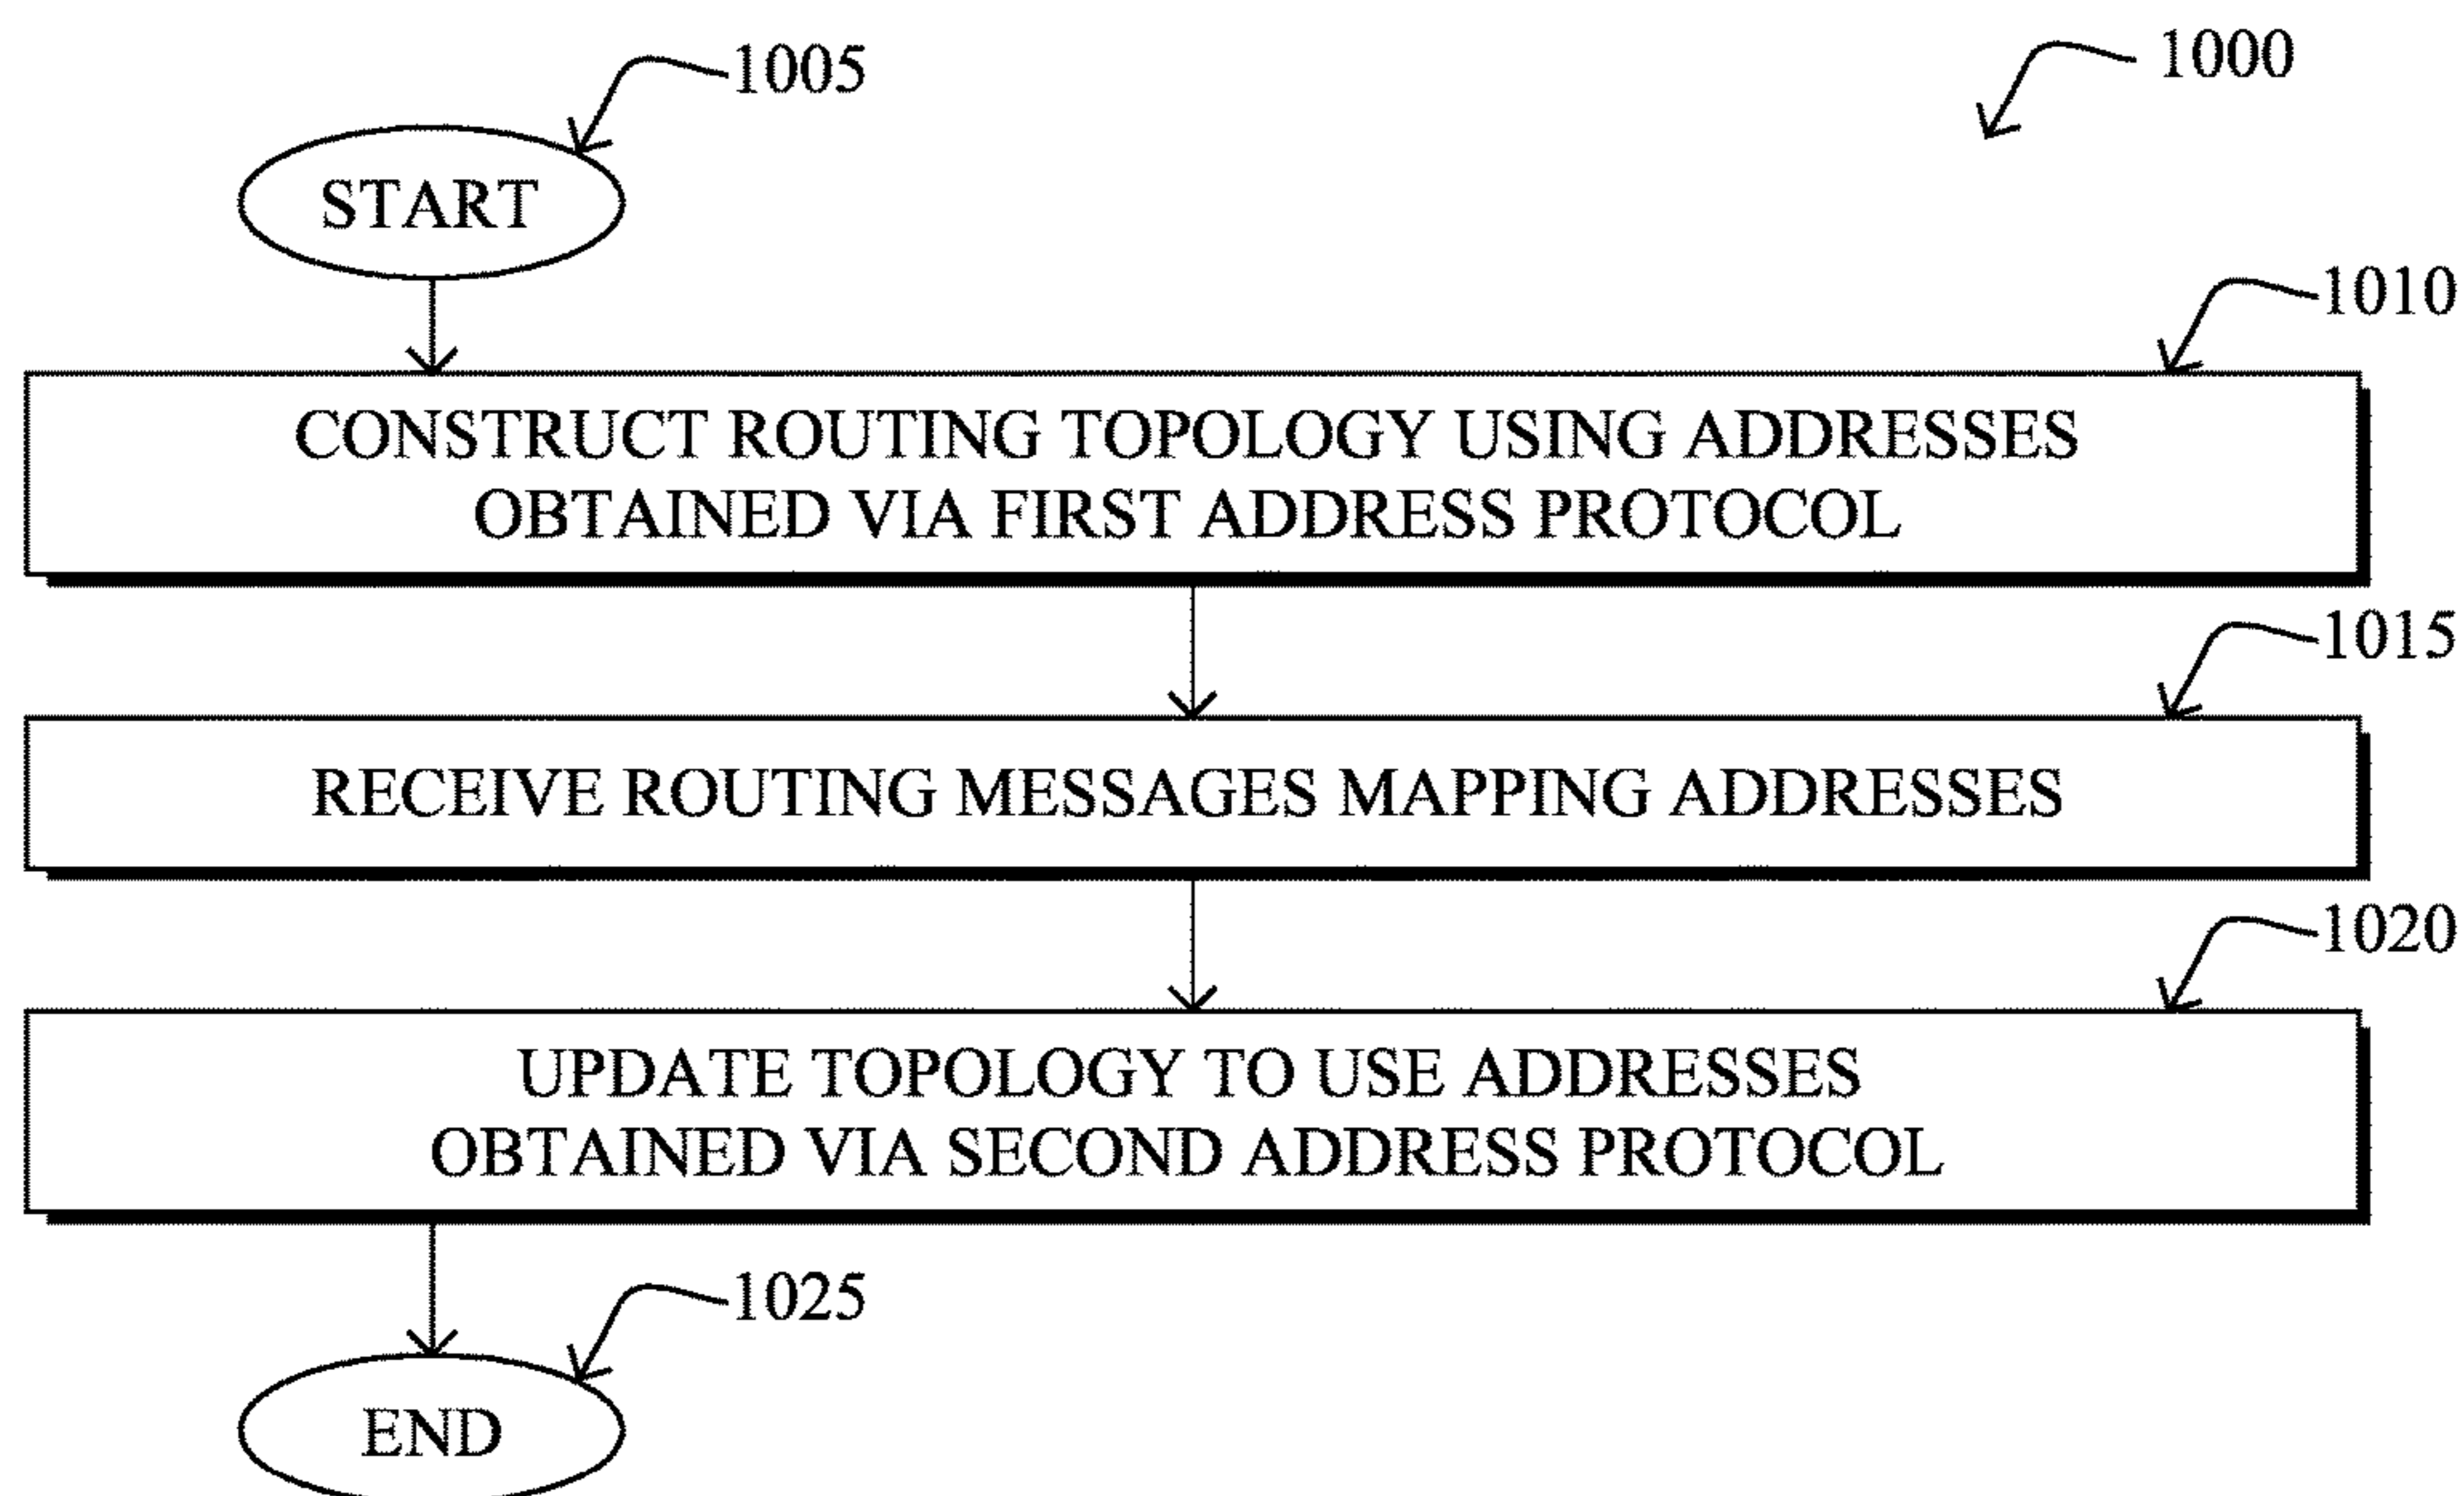 1005
1000
START
1010
CONSTRUCT ROUTING TOPOLOGY USING ADDRESSES
OBTAINED VIA FIRST ADDRESS PROTOCOL
1015
RECEIVE ROUTING MESSAGES MAPPING ADDRESSES
1020
UPDATE TOPOLOGY TO USE ADDRESSES
OBTAINED VIA SECOND ADDRESS PROTOCOL
1025
END